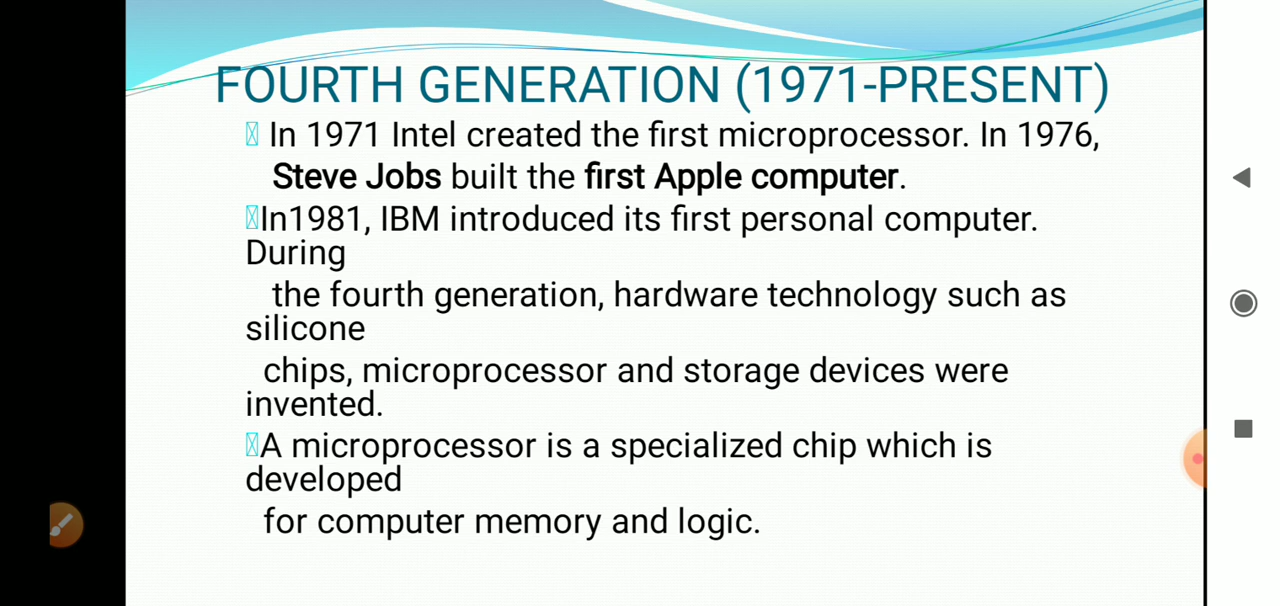 FOURTH GENERATION (1971-PRESENT)
In 1971 Intel created the first microprocessor. In 1976,
Steve Jobs built the first Apple computer.
In1981, IBM introduced its first personal computer.
During
the fourth generation, hardware technology such as
silicone
chips, microprocessor and storage devices were
invented.
A microprocessor is a specialized chip which is
developed
for computer memory and logic.